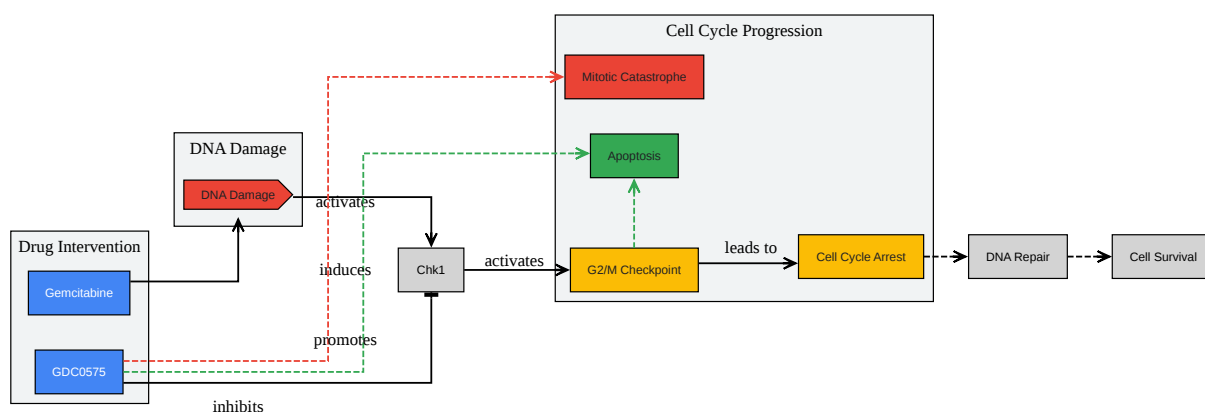 Cell Cycle Progression
Mitotic Catastrophe
DNA Damage
Apoptosis
DNA Damage
activates
Drug Intervention
Gemcitabine
induces
Chk1
activates
G2/M Checkpoint
leads to
Cell Cycle Arrest
DNA Repair
Cell Survival
promotes
GDC0575
inhibits